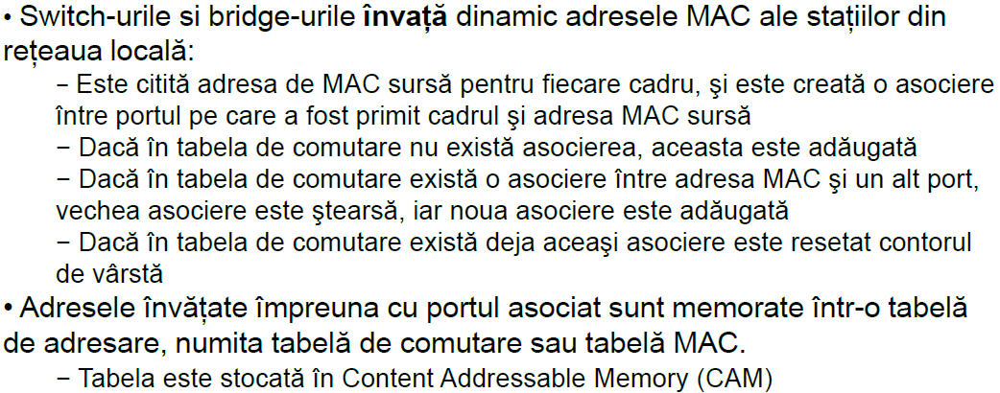 • Switch-urile si bridge-urile învață dinamic adresele MAC ale stațiilor din
rețeaua locală:
− Este citită adresa de MAC sursă pentru fiecare cadru, şi este creată o asociere
între portul pe care a fost primit cadrul şi adresa MAC sursă
− Dacă în tabela de comutare nu există asocierea, aceasta este adăugată
− Dacă în tabela de comutare există o asociere între adresa MAC şi un alt port,
vechea asociere este ştearsă, iar noua asociere este adăugată
− Dacă în tabela de comutare există deja aceaşi asociere este resetat contorul
de vârstă
• Adresele învățate împreuna cu portul asociat sunt memorate într-o tabelă
de adresare, numita tabelă de comutare sau tabelă MAC.
− Tabela este stocată în Content Addressable Memory (CAM)